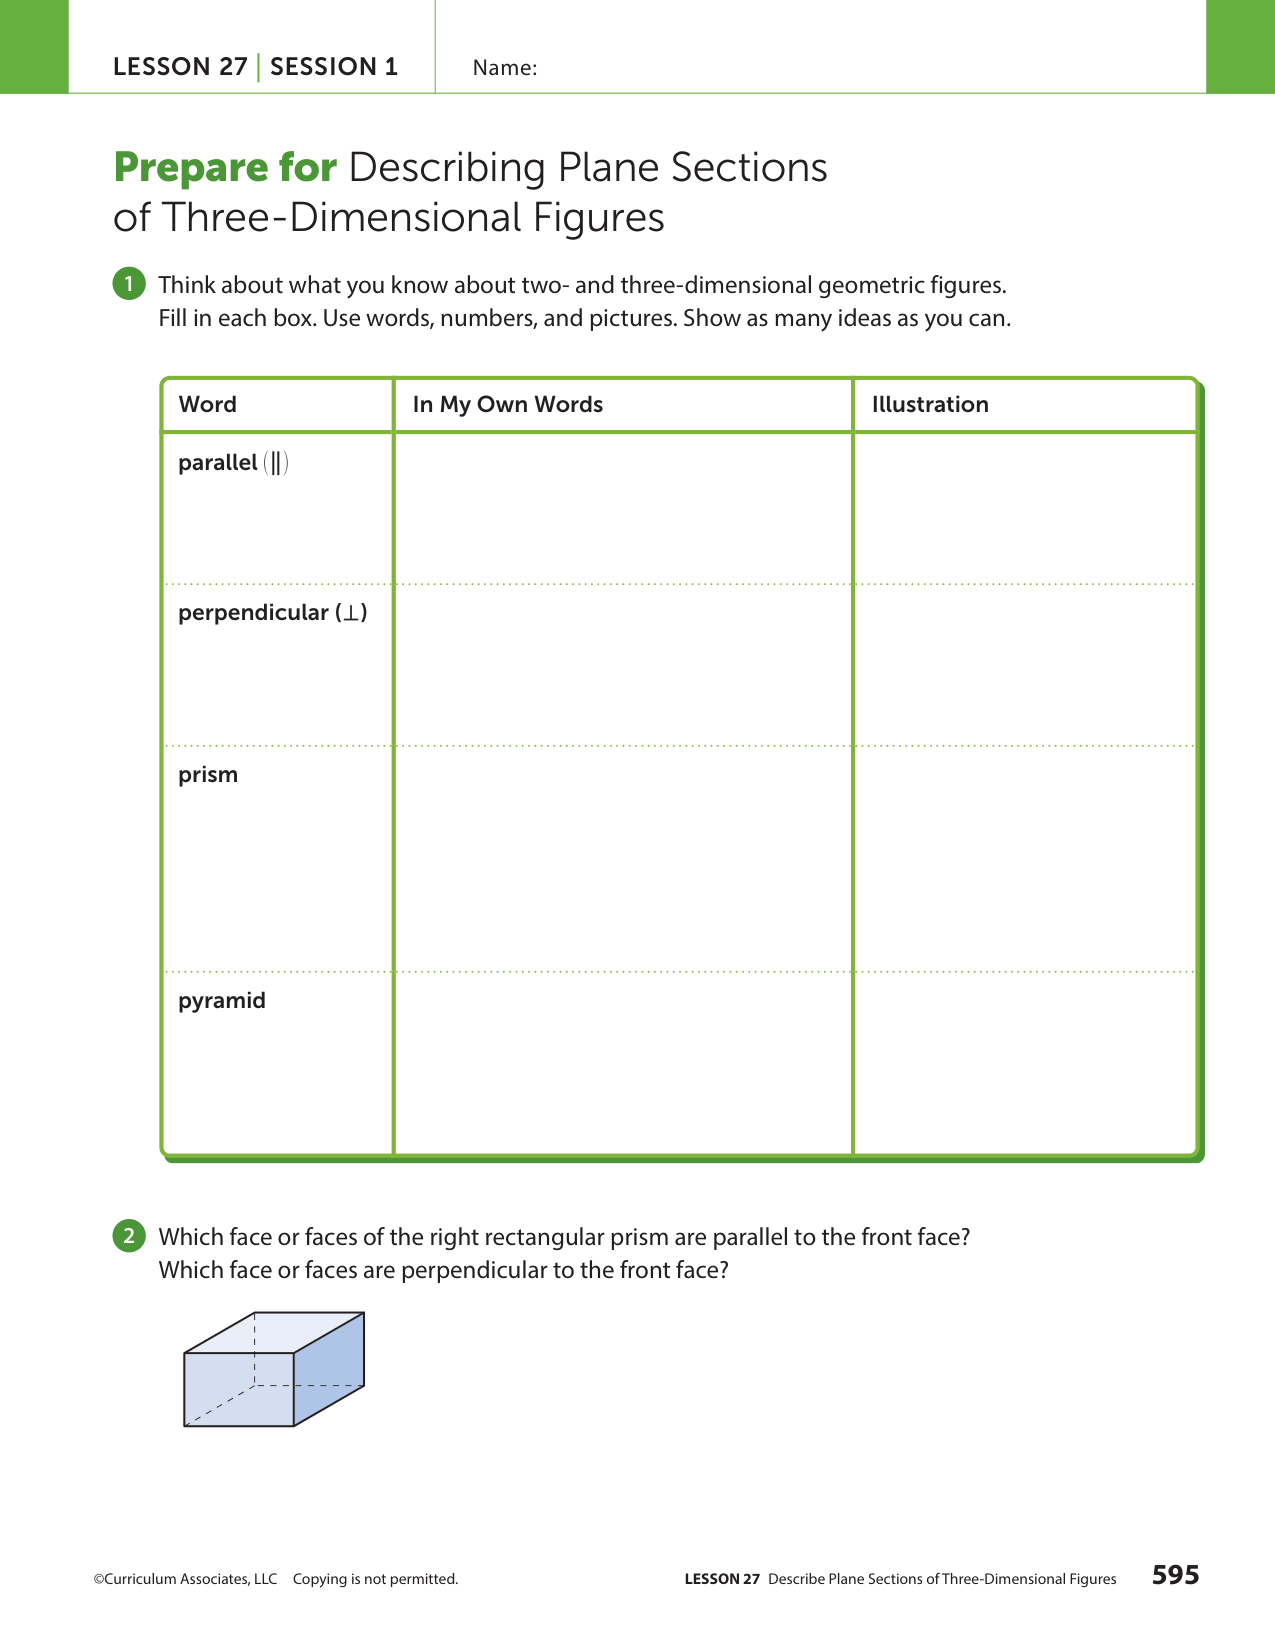 LESSON 27 | SESSION 1
Name:
Prepare for Describing Plane Sections
of Three-Dimensional Figures
1 Think about what you know about two- and three-dimensional geometric figures.
Fill in each box. Use words, numbers, and pictures. Show as many ideas as you can.
Word In My Own Words Illustration
parallel (∥)
perpendicular (⊥)
prism
pyramid
2 Which face or faces of the right rectangular prism are parallel to the front face?
Which face or faces are perpendicular to the front face?
©Curriculum Associates, LLC Copying is not permitted.
LESSON 27 Describe Plane Sections of Three-Dimensional Figures 595